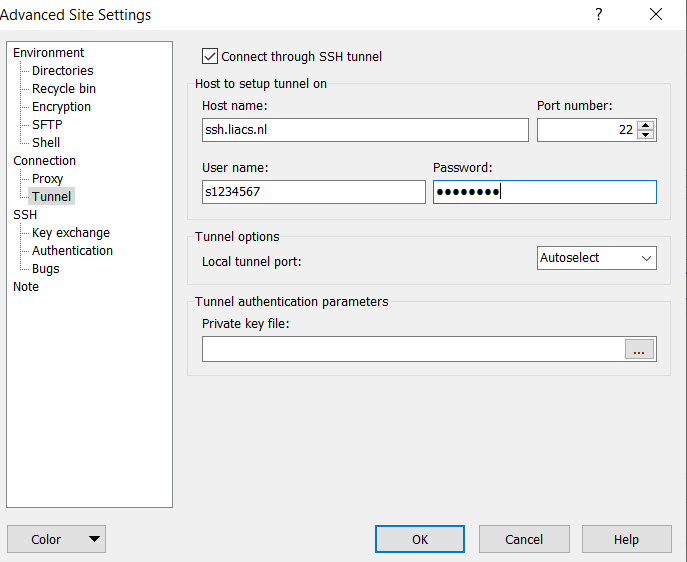 Advanced Site Settings
?
Environment
Directories
Recycle bin
Encryption
SFTP
Shell
Connection
Proxy
Tunnel
SSH
Key exchange
Authentication
Bugs
Note
Connect through SSH tunnel
Host to setup tunnel on
Host name: Port number:
ssh.liacs.nl 22
User name: Password:
s1234567 ●●●●●●●●
Tunnel options
Local tunnel port: Autoselect
Tunnel authentication parameters
Private key file:
...
Color OK Cancel Help